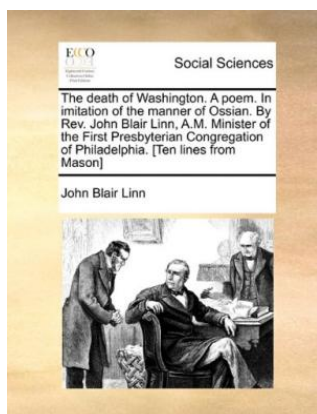 ECCO
Social Sciences
The death of Washington. A poem. In
imitation of the manner of Ossian. By
Rev. John Blair Linn, A.M. Minister of
the First Presbyterian Congregation
of Philadelphia. [Ten lines from
Mason]
John Blair Linn